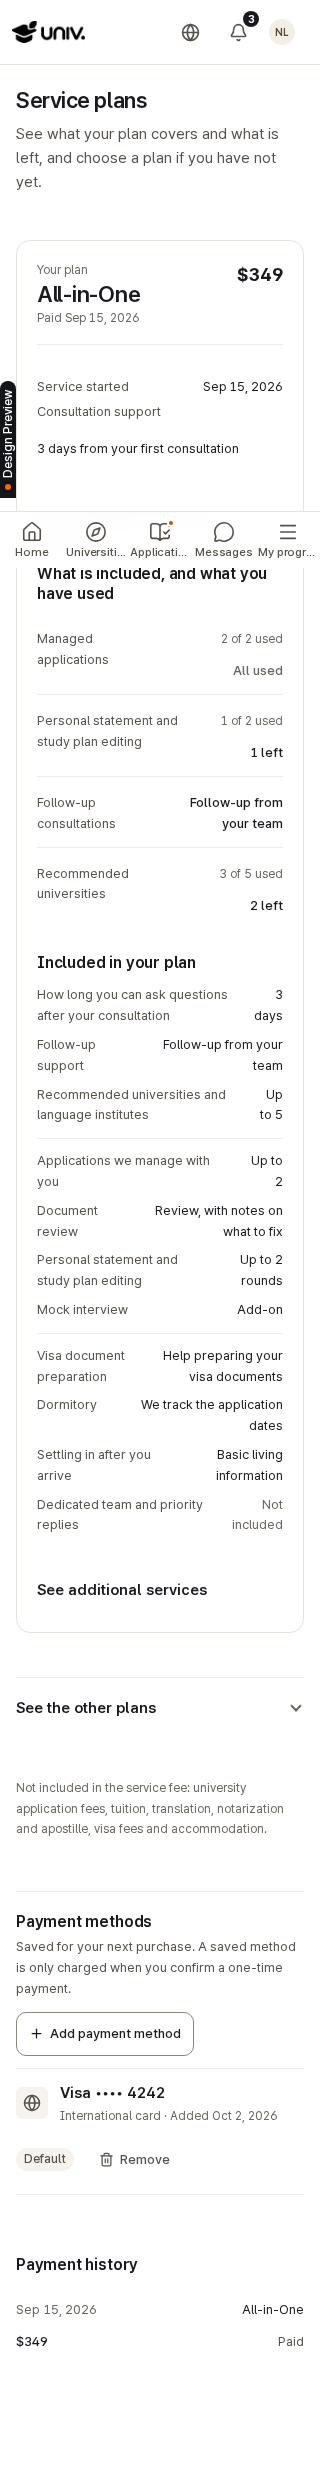 UNIV.
3
NL
Service plans
See what your plan covers and what is
left, and choose a plan if you have not
yet.
Your plan
$349
All-in-One
Paid Sep 15, 2026
Service started
Sep 15, 2026
Consultation support
3 days from your first consultation
Design Preview
Home
Universiti...
Applicati...
Messages
My progr...
What is included, and what you
have used
Managed
applications
2 of 2 used
All used
Personal statement and
study plan editing
1 of 2 used
1 left
Follow-up
consultations
Follow-up from
your team
Recommended
universities
3 of 5 used
2 left
Included in your plan
How long you can ask questions
after your consultation
3
days
Follow-up
support
Follow-up from your
team
Recommended universities and
language institutes
Up
to 5
Applications we manage with
you
Up to
2
Document
review
Review, with notes on
what to fix
Personal statement and
study plan editing
Up to 2
rounds
Mock interview
Add-on
Visa document
preparation
Help preparing your
visa documents
Dormitory
We track the application
dates
Settling in after you
arrive
Basic living
information
Dedicated team and priority
replies
Not
included
See additional services
See the other plans
Not included in the service fee: university
application fees, tuition, translation, notarization
and apostille, visa fees and accommodation.
Payment methods
Saved for your next purchase. A saved method
is only charged when you confirm a one-time
payment.
+ Add payment method
Visa •••• 4242
International card · Added Oct 2, 2026
Default
Remove
Payment history
Sep 15, 2026
All-in-One
$349
Paid